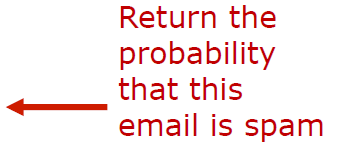 Return the
probability
that this
email is spam